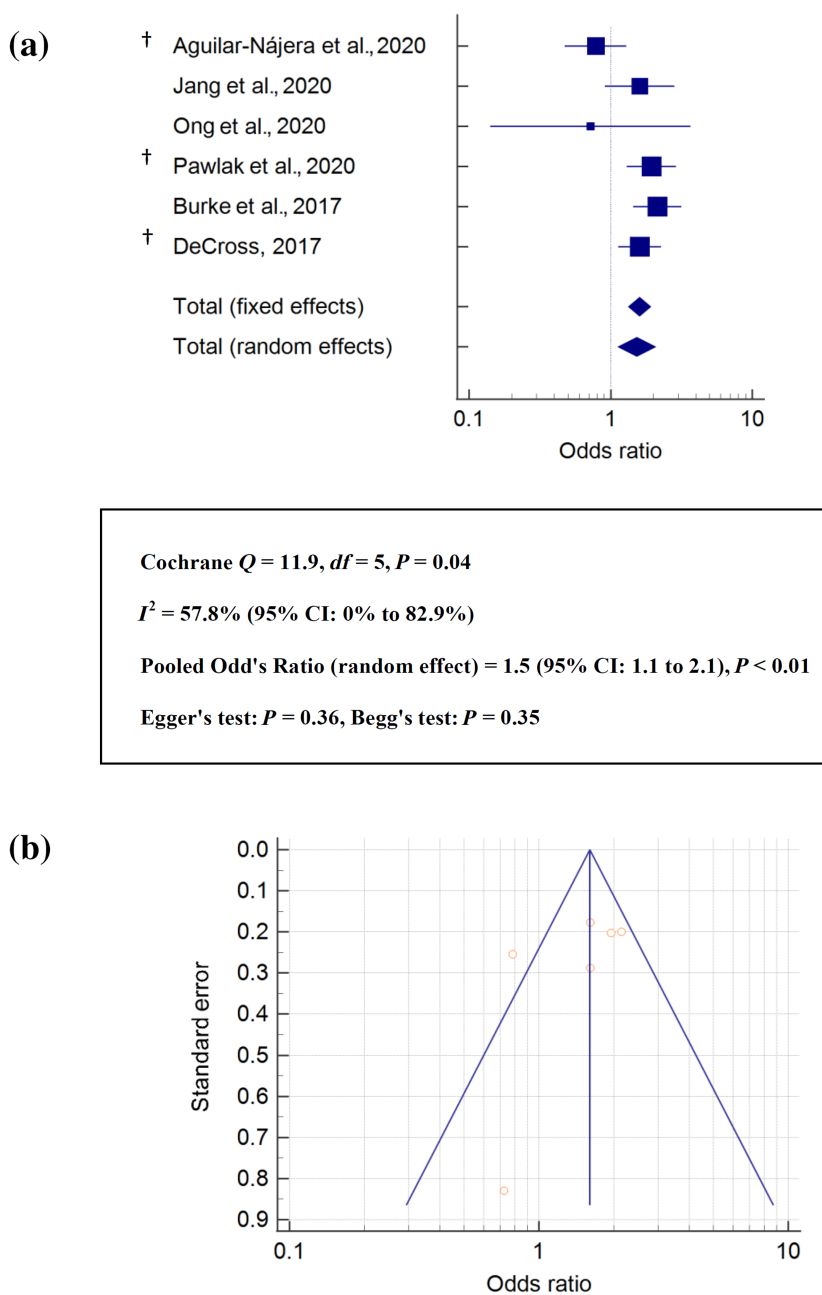 (a)
† Aguilar-Nájera et al., 2020
Jang et al., 2020
Ong et al., 2020
† Pawlak et al., 2020
Burke et al., 2017
† DeCross, 2017
Total (fixed effects)
Total (random effects)
0.1 1 10
Odds ratio
Cochrane Q = 11.9, df = 5, P = 0.04
I² = 57.8% (95% CI: 0% to 82.9%)
Pooled Odd's Ratio (random effect) = 1.5 (95% CI: 1.1 to 2.1), P < 0.01
Egger's test: P = 0.36, Begg's test: P = 0.35
(b)
Standard error
0.0
0.1
0.2
0.3
0.4
0.5
0.6
0.7
0.8
0.9
0.1 1 10
Odds ratio